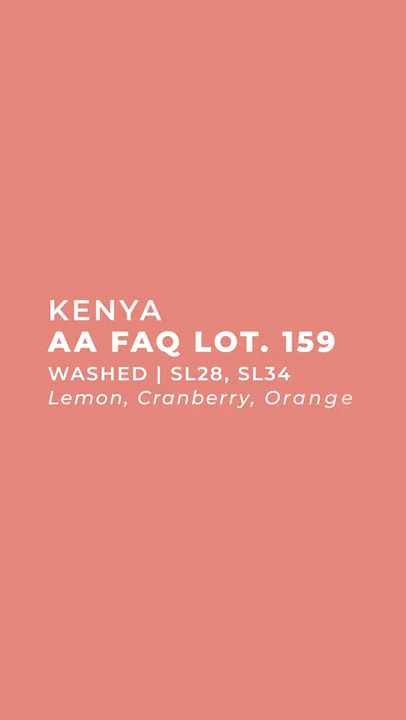 KENYA
AA FAQ LOT. 159
WASHED | SL28, SL34
Lemon, Cranberry, Orange